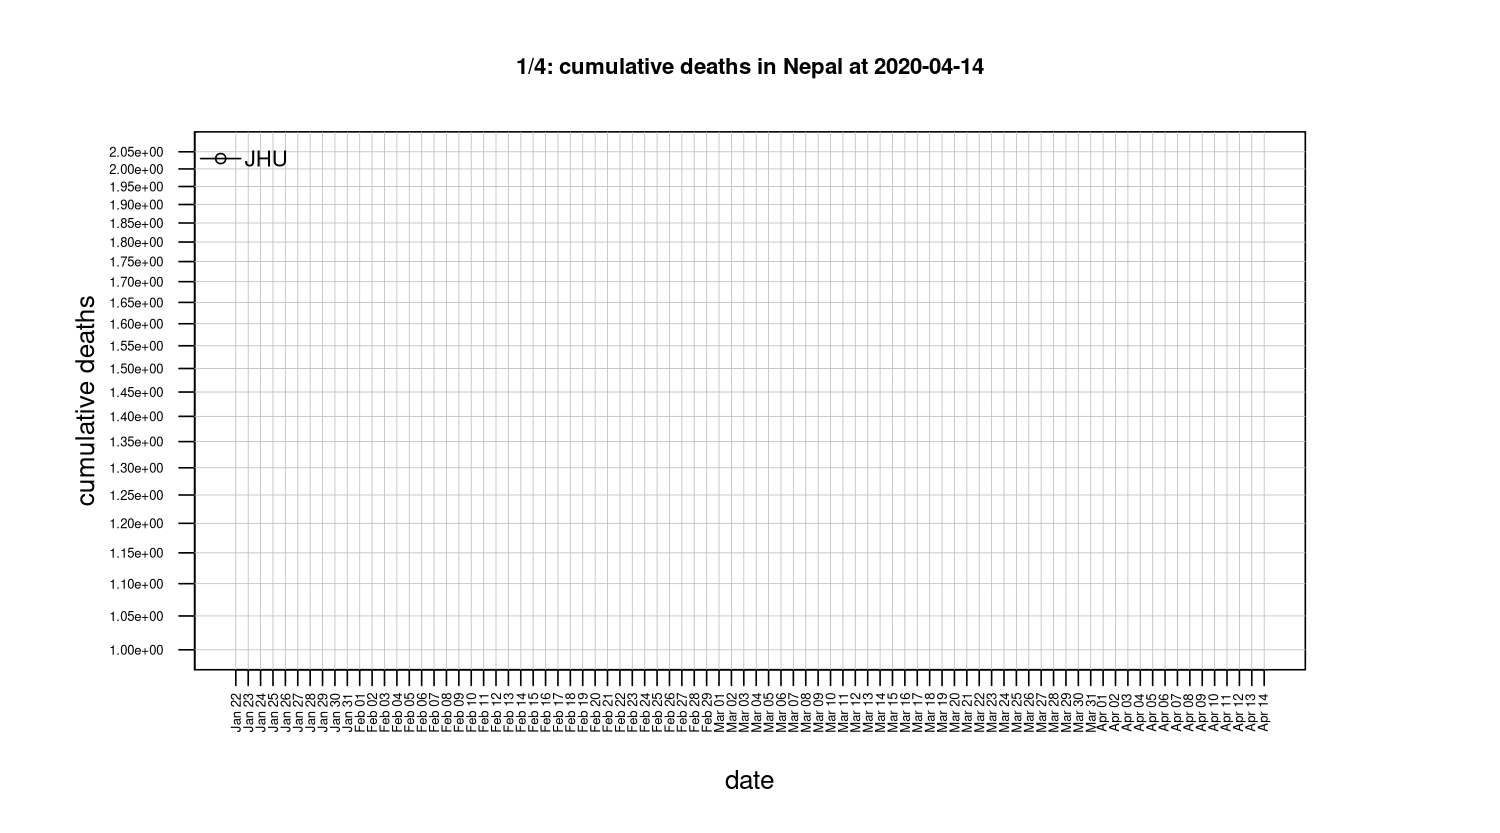 1/4: cumulative deaths in Nepal at 2020-04-14
JHU
cumulative deaths
2.05e+00
2.00e+00
1.95e+00
1.90e+00
1.85e+00
1.80e+00
1.75e+00
1.70e+00
1.65e+00
1.60e+00
1.55e+00
1.50e+00
1.45e+00
1.40e+00
1.35e+00
1.30e+00
1.25e+00
1.20e+00
1.15e+00
1.10e+00
1.05e+00
1.00e+00
Jan 22
Jan 23
Jan 24
Jan 25
Jan 26
Jan 27
Jan 28
Jan 29
Jan 30
Jan 31
Feb 01
Feb 02
Feb 03
Feb 04
Feb 05
Feb 06
Feb 07
Feb 08
Feb 09
Feb 10
Feb 11
Feb 12
Feb 13
Feb 14
Feb 15
Feb 16
Feb 17
Feb 18
Feb 19
Feb 20
Feb 21
Feb 22
Feb 23
Feb 24
Feb 25
Feb 26
Feb 27
Feb 28
Feb 29
Mar 01
Mar 02
Mar 03
Mar 04
Mar 05
Mar 06
Mar 07
Mar 08
Mar 09
Mar 10
Mar 11
Mar 12
Mar 13
Mar 14
Mar 15
Mar 16
Mar 17
Mar 18
Mar 19
Mar 20
Mar 21
Mar 22
Mar 23
Mar 24
Mar 25
Mar 26
Mar 27
Mar 28
Mar 29
Mar 30
Mar 31
Apr 01
Apr 02
Apr 03
Apr 04
Apr 05
Apr 06
Apr 07
Apr 08
Apr 09
Apr 10
Apr 11
Apr 12
Apr 13
Apr 14
date